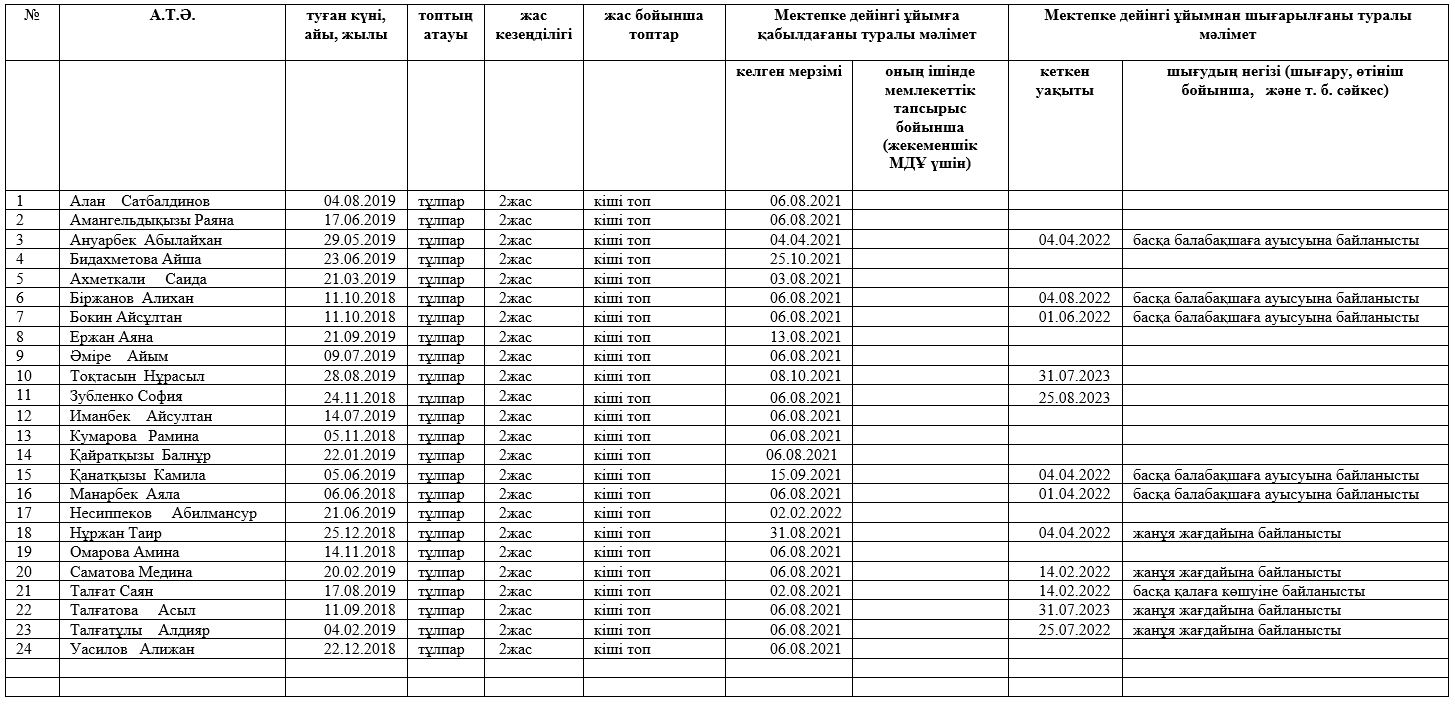 № А.Т.Ә. туған күні, айы, жылы топтың атауы жас кезеңділігі жас бойынша топтар Мектепке дейінгі ұйымға қабылдағаны туралы мәлімет Мектепке дейінгі ұйымнан шығарылғаны туралы мәлімет
келген мерзімі оның ішінде мемлекеттік тапсырыс бойынша (жекеменшік МДҰ үшін) кеткен уақыты шығудың негізі (шығару, өтініш бойынша, және т. б. сәйкес)
1 Алан Сатбалдинов 04.08.2019 тұлпар 2жас кіші топ 06.08.2021
2 Амангельдықызы Раяна 17.06.2019 тұлпар 2жас кіші топ 06.08.2021
3 Ануарбек Абылайхан 29.05.2019 тұлпар 2жас кіші топ 04.04.2021 04.04.2022 басқа балабақшаға ауысуына байланысты
4 Бидахметова Айша 23.06.2019 тұлпар 2жас кіші топ 25.10.2021
5 Ахметкали Саида 21.03.2019 тұлпар 2жас кіші топ 03.08.2021
6 Біржанов Алихан 11.10.2018 тұлпар 2жас кіші топ 06.08.2021 04.08.2022 басқа балабақшаға ауысуына байланысты
7 Бокин Айсұлтан 11.10.2018 тұлпар 2жас кіші топ 06.08.2021 01.06.2022 басқа балабақшаға ауысуына байланысты
8 Ержан Аяна 21.09.2019 тұлпар 2жас кіші топ 13.08.2021
9 Әміре Айым 09.07.2019 тұлпар 2жас кіші топ 06.08.2021
10 Тоқтасын Нұрасыл 28.08.2019 тұлпар 2жас кіші топ 08.10.2021 31.07.2023
11 Зубленко София 24.11.2018 тұлпар 2жас кіші топ 06.08.2021 25.08.2023
12 Иманбек Айсултан 14.07.2019 тұлпар 2жас кіші топ 06.08.2021
13 Кумарова Рамина 05.11.2018 тұлпар 2жас кіші топ 06.08.2021
14 Қайратқызы Балнұр 22.01.2019 тұлпар 2жас кіші топ 06.08.2021
15 Қанатқызы Камила 05.06.2019 тұлпар 2жас кіші топ 15.09.2021 04.04.2022 басқа балабақшаға ауысуына байланысты
16 Манарбек Аяла 06.06.2018 тұлпар 2жас кіші топ 06.08.2021 01.04.2022 басқа балабақшаға ауысуына байланысты
17 Несиппеков Абилмансур 21.06.2019 тұлпар 2жас кіші топ 02.02.2022
18 Нұржан Таир 25.12.2018 тұлпар 2жас кіші топ 31.08.2021 04.04.2022 жанұя жағдайына байланысты
19 Омарова Амина 14.11.2018 тұлпар 2жас кіші топ 06.08.2021
20 Саматова Медина 20.02.2019 тұлпар 2жас кіші топ 06.08.2021 14.02.2022 жанұя жағдайына байланысты
21 Талғат Саян 17.08.2019 тұлпар 2жас кіші топ 02.08.2021 14.02.2022 басқа қалаға көшуіне байланысты
22 Талғатова Асыл 11.09.2018 тұлпар 2жас кіші топ 06.08.2021 31.07.2023 жанұя жағдайына байланысты
23 Талғатұлы Алдияр 04.02.2019 тұлпар 2жас кіші топ 06.08.2021 25.07.2022 жанұя жағдайына байланысты
24 Уасилов Алижан 22.12.2018 тұлпар 2жас кіші топ 06.08.2021